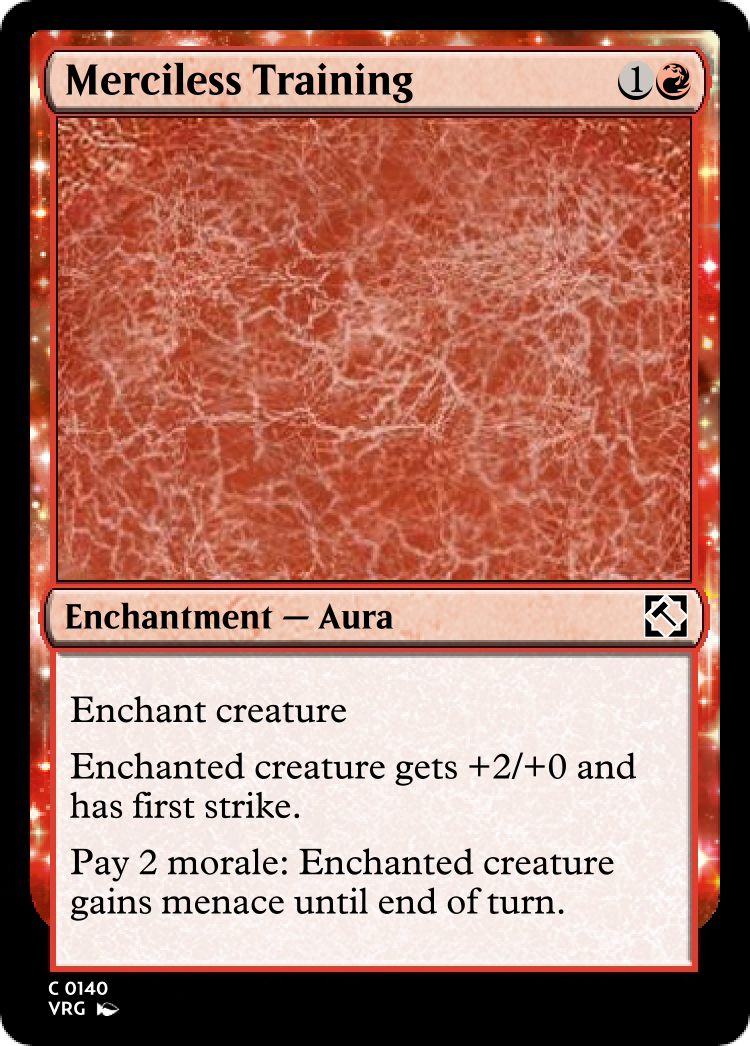 Merciless Training 1
Enchantment — Aura
Enchant creature
Enchanted creature gets +2/+0 and
has first strike.
Pay 2 morale: Enchanted creature
gains menace until end of turn.
C 0140
VRG